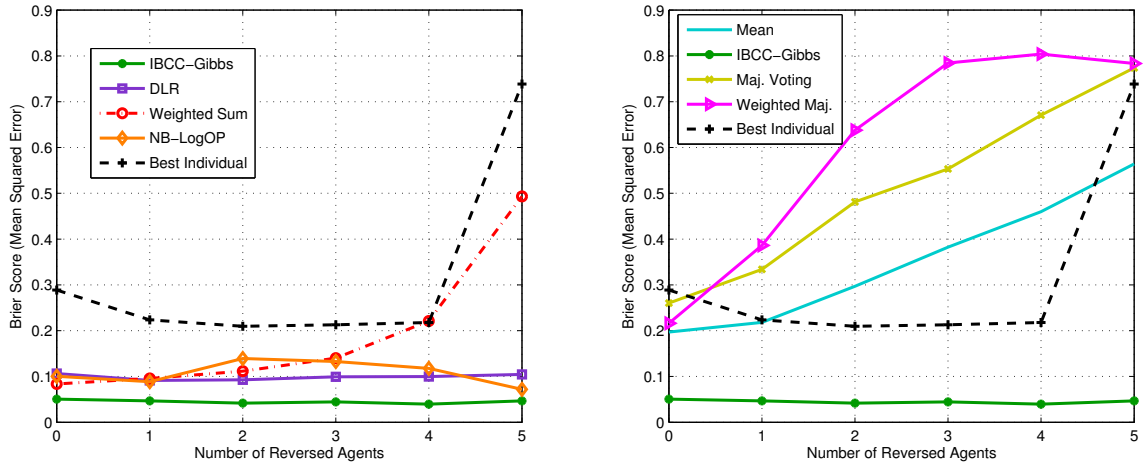 0.9
0.8
0.7
0.6
0.5
0.4
0.3
0.2
0.1
0
Brier Score (Mean Squared Error)
IBCC−Gibbs
DLR
Weighted Sum
NB−LogOP
Best Individual
0 1 2 3 4 5
Number of Reversed Agents
0.9
0.8
0.7
0.6
0.5
0.4
0.3
0.2
0.1
0
Brier Score (Mean Squared Error)
Mean
IBCC−Gibbs
Maj. Voting
Weighted Maj.
Best Individual
0 1 2 3 4 5
Number of Reversed Agents